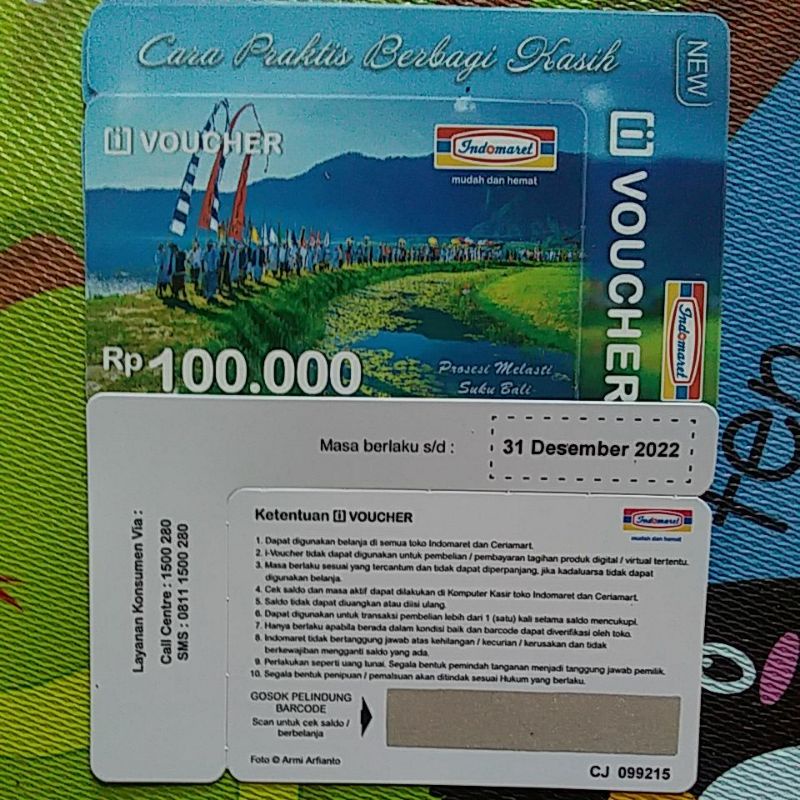 Cara Praktis Berbagi Kasih
NEW
[i] VOUCHER
Indomaret
mudah dan hemat
[i] VOUCHER
Indomaret
Rp100.000
Prosesi Melasti
Suku Bali
Masa berlaku s/d :
31 Desember 2022
Layanan Konsumen Via :
Call Centre : 1500 280
SMS : 0811 1500 280
Ketentuan [i] VOUCHER
Indomaret
mudah dan hemat
1. Dapat digunakan belanja di semua toko Indomaret dan Ceriamart.
2. i-Voucher tidak dapat digunakan untuk pembelian / pembayaran tagihan produk digital / virtual tertentu.
3. Masa berlaku sesuai yang tercantum dan tidak dapat diperpanjang, jika kadaluarsa tidak dapat
digunakan belanja.
4. Cek saldo dan masa aktif dapat dilakukan di Komputer Kasir toko Indomaret dan Ceriamart.
5. Saldo tidak dapat diuangkan atau diisi ulang.
6. Dapat digunakan untuk transaksi pembelian lebih dari 1 (satu) kali selama saldo mencukupi.
7. Hanya berlaku apabila berada dalam kondisi baik dan barcode dapat diverifikasi oleh toko.
8. Indomaret tidak bertanggung jawab atas kehilangan / kecurian / kerusakan dan tidak
berkewajiban mengganti saldo yang ada.
9. Perlakukan seperti uang tunai. Segala bentuk pemindah tanganan menjadi tanggung jawab pemilik.
10. Segala bentuk penipuan / pemalsuan akan ditindak sesuai Hukum yang berlaku.
GOSOK PELINDUNG
BARCODE
Scan untuk cek saldo /
berbelanja
Foto © Armi Arfianto
CJ 099215